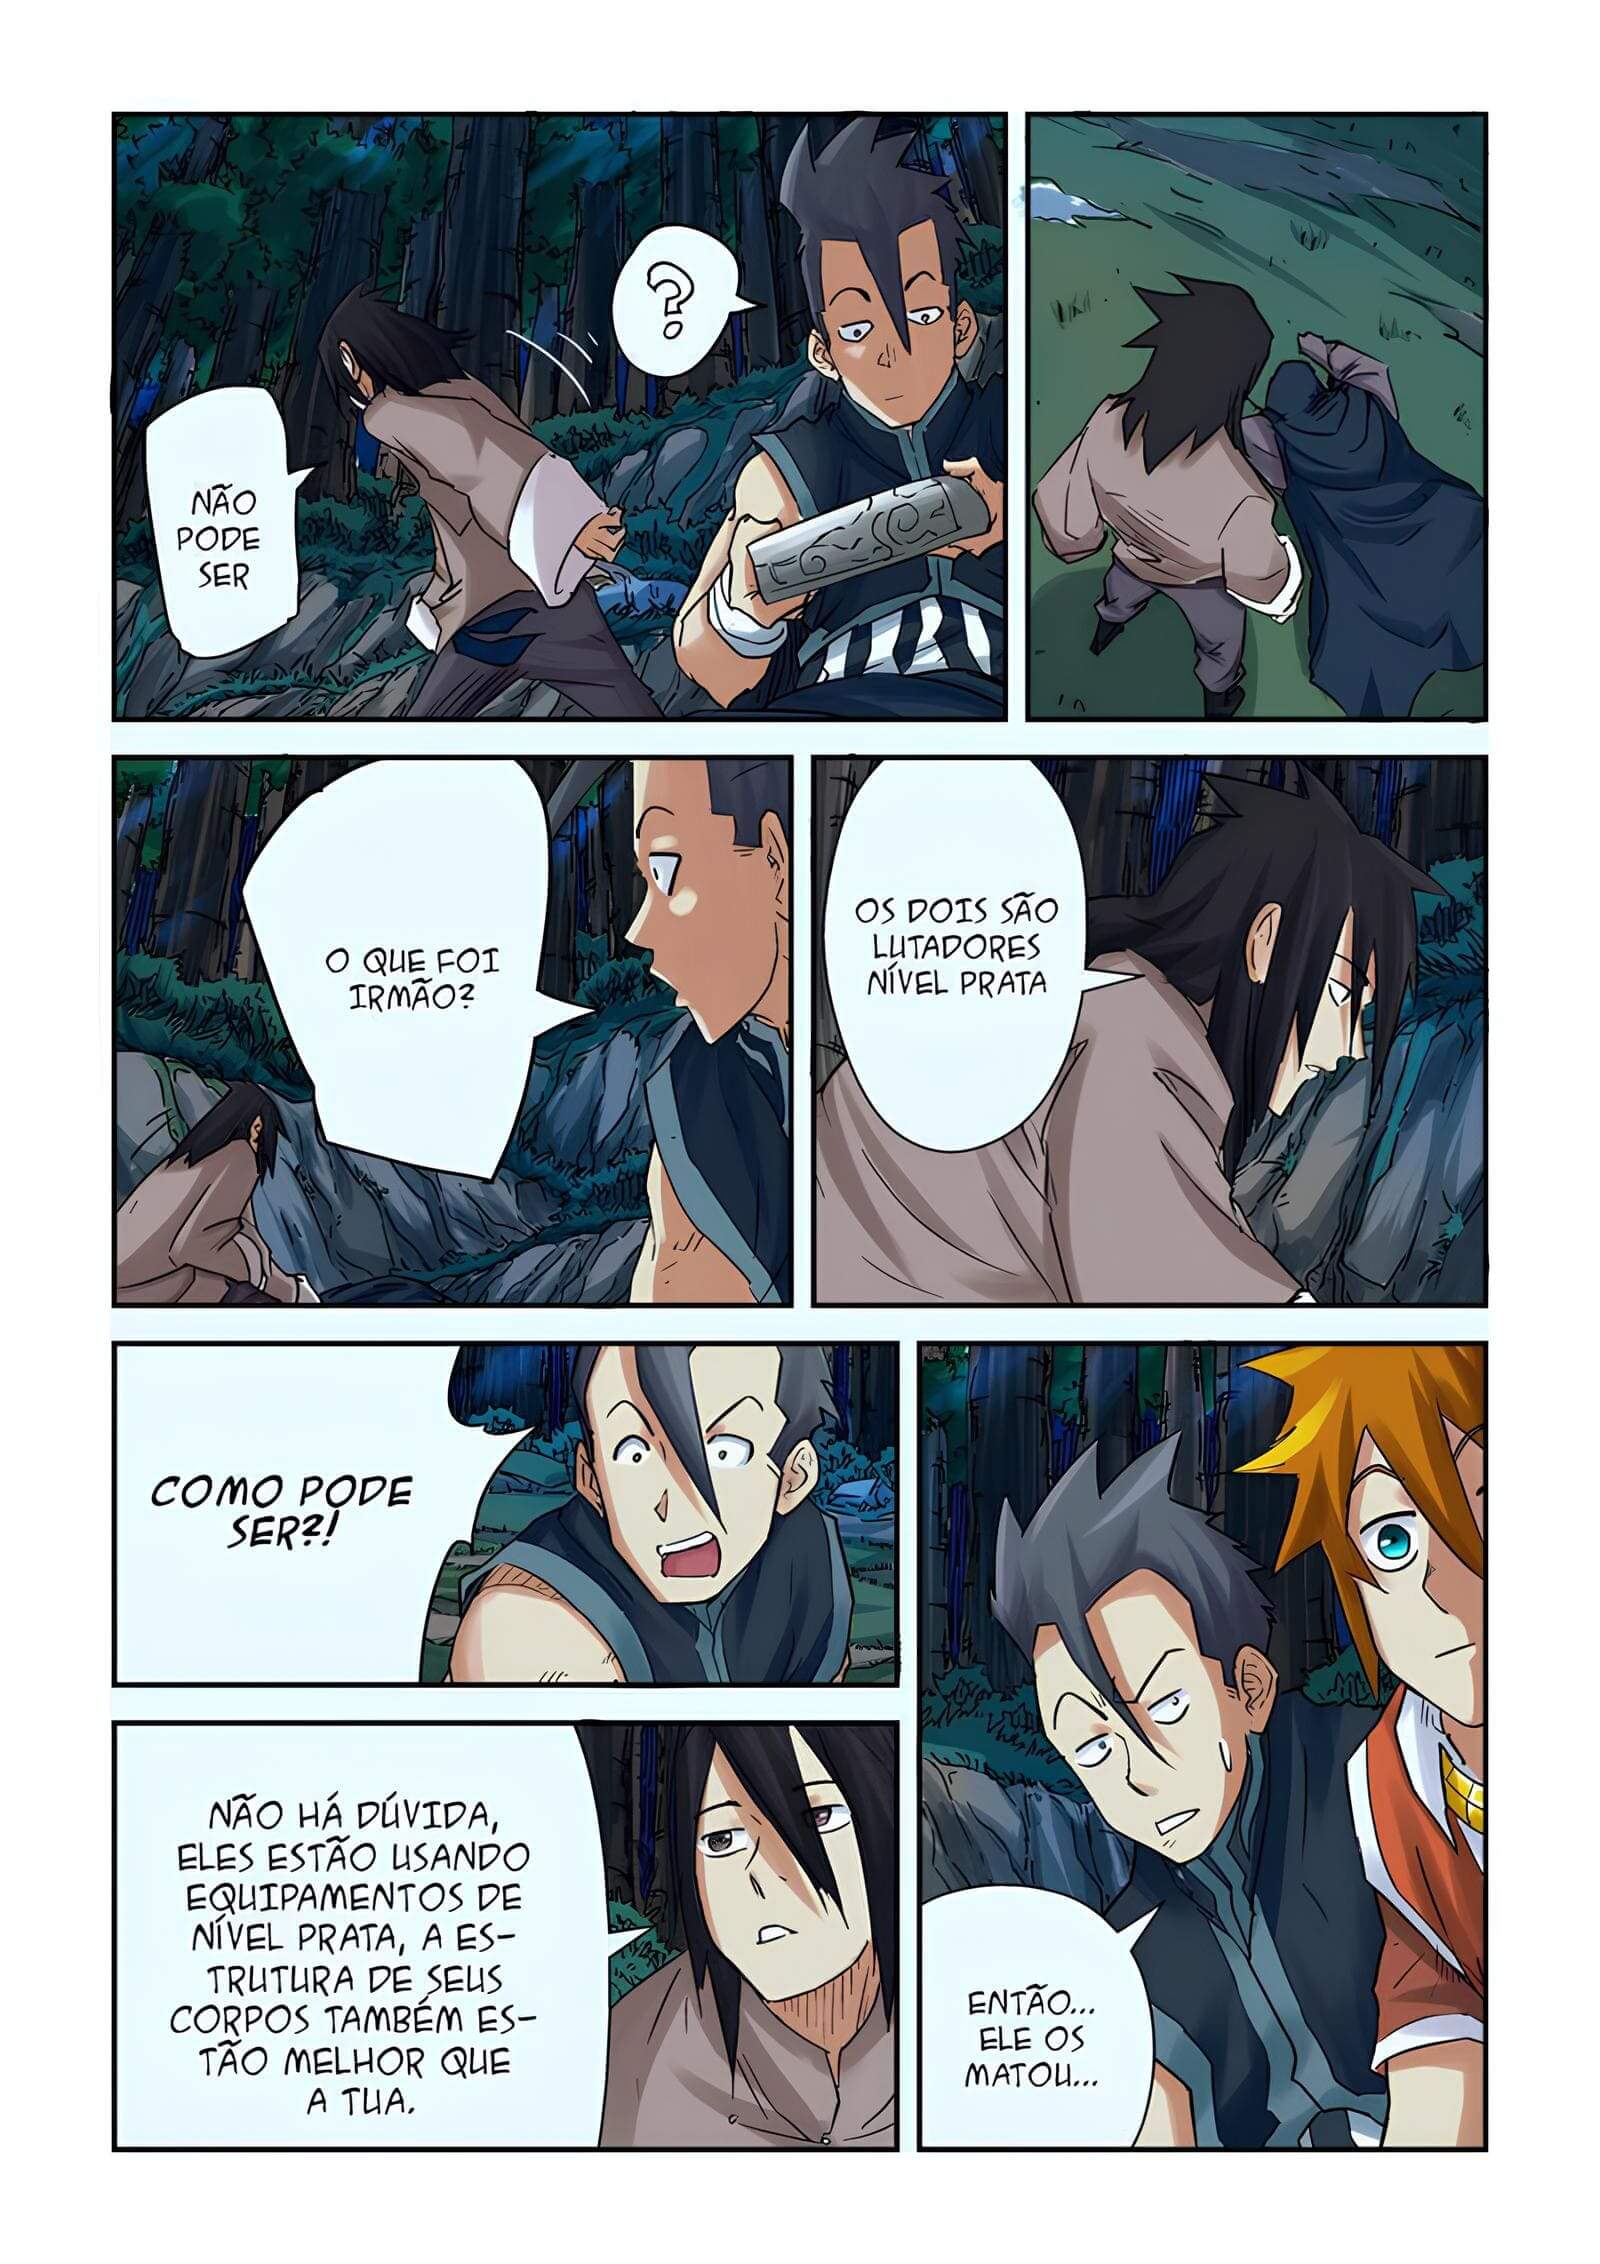 ?
NÃO
PODE
SER
O QUE FOI
IRMÃO?
OS DOIS SÃO
LUTADORES
NÍVEL PRATA
COMO PODE
SER?!
NÃO HÁ DÚVIDA,
ELES ESTÃO USANDO
EQUIPAMENTOS DE
NÍVEL PRATA, A ES-
TRUTURA DE SEUS
CORPOS TAMBÉM ES-
TÃO MELHOR QUE
A TUA.
ENTÃO...
ELE OS
MATOU...